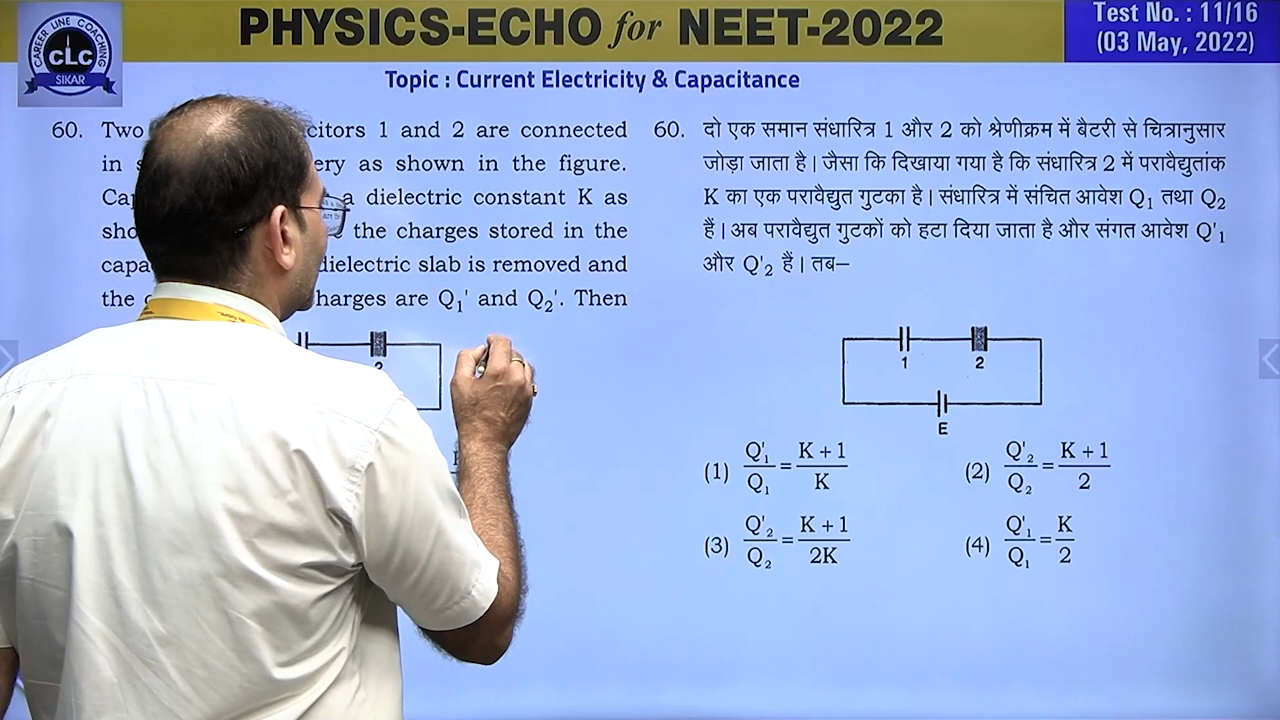 PHYSICS-ECHO for NEET-2022
Test No. : 11/16
(03 May, 2022)
CAREER LINE COACHING
CLC
SIKAR
Topic : Current Electricity & Capacitance
60. Two citors 1 and 2 are connected
in s ery as shown in the figure.
Ca a dielectric constant K as
sho the charges stored in the
capa dielectric slab is removed and
the harges are Q₁' and Q₂'. Then
60. दो एक समान संधारित्र 1 और 2 को श्रेणीक्रम में बैटरी से चित्रानुसार
जोड़ा जाता है। जैसा कि दिखाया गया है कि संधारित्र 2 में परावैद्युतांक
K का एक परावैद्युत गुटका है। संधारित्र में संचित आवेश Q₁ तथा Q₂
हैं। अब परावैद्युत गुटकों को हटा दिया जाता है और संगत आवेश Q'₁
और Q'₂ हैं। तब–
1 2
E
(1) Q'₁/Q₁ = K + 1/K (2) Q'₂/Q₂ = K + 1/2
(3) Q'₂/Q₂ = K + 1/2K (4) Q'₁/Q₁ = K/2